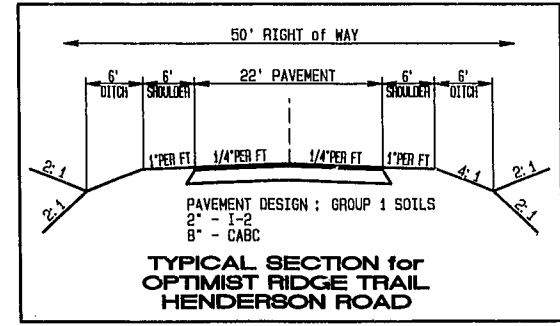 50' RIGHT of WAY
6' 6' 22' PAVEMENT 6' 6'
DITCH SHOULDER SHOULDER DITCH
1"PER FT 1/4"PER FT 1/4"PER FT 1"PER FT
2:1 4:1 2:1
2:1 2:1
PAVEMENT DESIGN ; GROUP 1 SOILS
2" - I-2
8" - CABC
TYPICAL SECTION for
OPTIMIST RIDGE TRAIL
HENDERSON ROAD